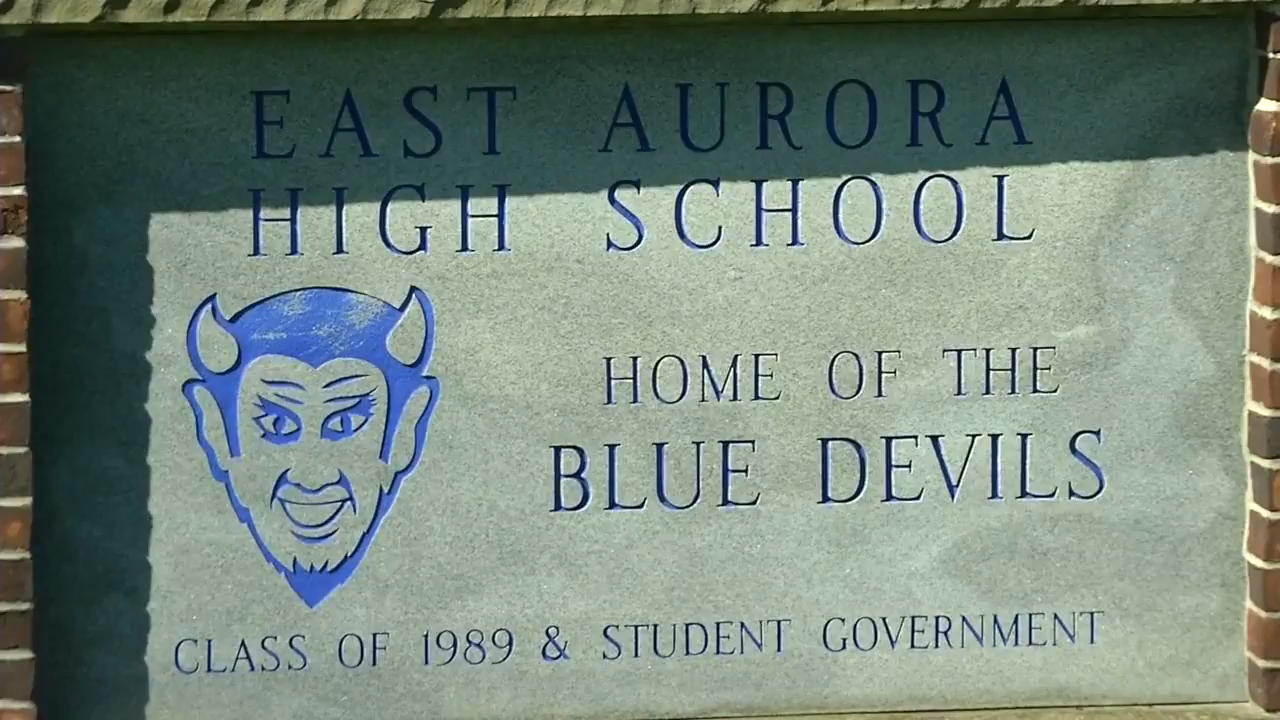 EAST AURORA
HIGH SCHOOL
HOME OF THE
BLUE DEVILS
CLASS OF 1989 & STUDENT GOVERNMENT